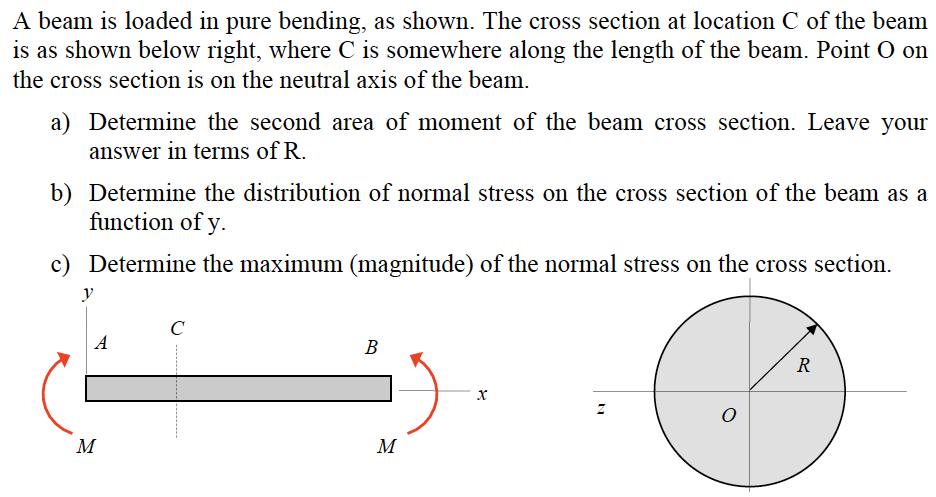 A beam is loaded in pure bending, as shown. The cross section at location C of the beam
is as shown below right, where C is somewhere along the length of the beam. Point O on
the cross section is on the neutral axis of the beam.
a) Determine the second area of moment of the beam cross section. Leave your
answer in terms of R.
b) Determine the distribution of normal stress on the cross section of the beam as a
function of y.
c) Determine the maximum (magnitude) of the normal stress on the cross section.
y
A
C
B
x
M
M
R
z
O